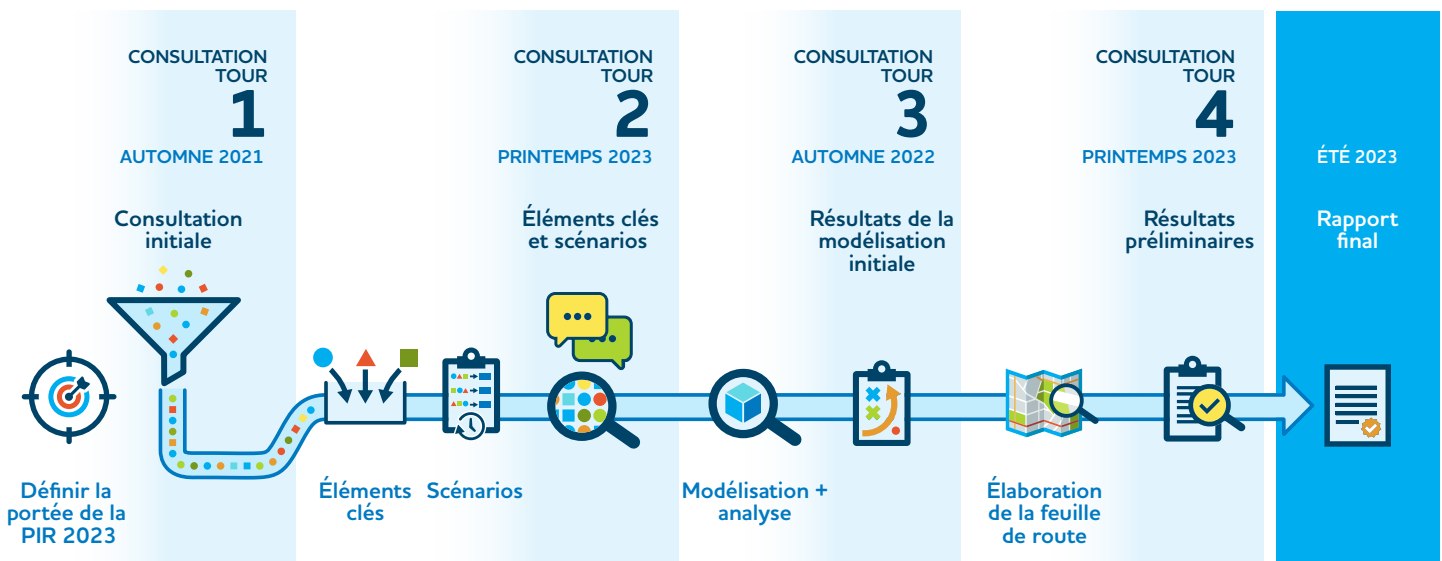 CONSULTATION
TOUR
1
AUTOMNE 2021
Consultation
initiale
CONSULTATION
TOUR
2
PRINTEMPS 2023
Éléments clés
et scénarios
CONSULTATION
TOUR
3
AUTOMNE 2022
Résultats de la
modélisation
initiale
CONSULTATION
TOUR
4
PRINTEMPS 2023
Résultats
préliminaires
ÉTÉ 2023
Rapport
final
Définir la
portée de la
PIR 2023
Éléments
clés
Scénarios
Modélisation +
analyse
Élaboration
de la feuille
de route